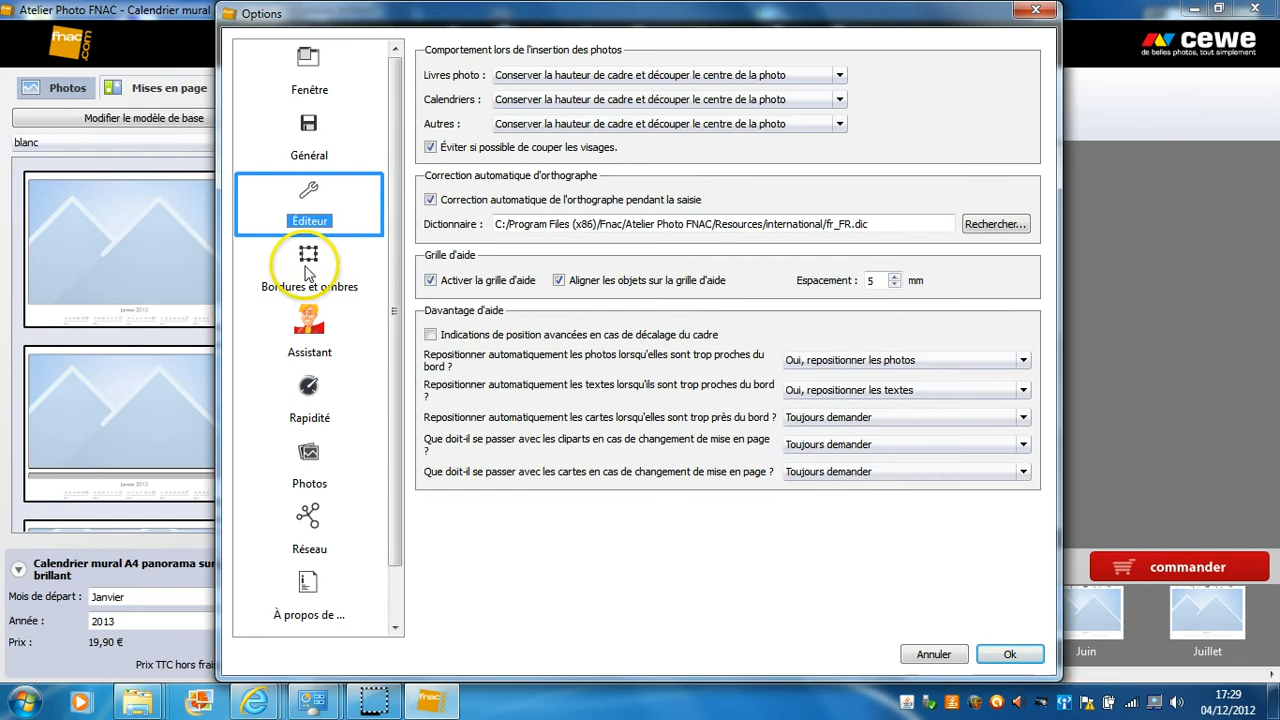 Atelier Photo FNAC - Calendrier mural
Options
fnac
.com
cewe
de belles photos, tout simplement
Photos
Mises en page
Modifier le modèle de base
blanc
Janvier 2013
Janvier 2013
Calendrier mural A4 panorama sur
brillant
Mois de départ : Janvier
Année : 2013
Prix : 19,90 €
Prix TTC hors frais
Fenêtre
Général
Éditeur
Bordures et ombres
Assistant
Rapidité
Photos
Réseau
À propos de ...
Comportement lors de l'insertion des photos
Livres photo : Conserver la hauteur de cadre et découper le centre de la photo
Calendriers : Conserver la hauteur de cadre et découper le centre de la photo
Autres : Conserver la hauteur de cadre et découper le centre de la photo
Éviter si possible de couper les visages.
Correction automatique d'orthographe
Correction automatique de l'orthographe pendant la saisie
Dictionnaire : C:/Program Files (x86)/Fnac/Atelier Photo FNAC/Resources/international/fr_FR.dic Rechercher...
Grille d'aide
Activer la grille d'aide Aligner les objets sur la grille d'aide Espacement : 5 mm
Davantage d'aide
Indications de position avancées en cas de décalage du cadre
Repositionner automatiquement les photos lorsqu'elles sont trop proches du
bord ? Oui, repositionner les photos
Repositionner automatiquement les textes lorsqu'ils sont trop proches du bord
? Oui, repositionner les textes
Repositionner automatiquement les cartes lorsqu'elles sont trop près du bord ? Toujours demander
Que doit-il se passer avec les cliparts en cas de changement de mise en page
? Toujours demander
Que doit-il se passer avec les cartes en cas de changement de mise en page ? Toujours demander
Annuler
Ok
commander
Juin
Juillet
fnac
17:29
04/12/2012